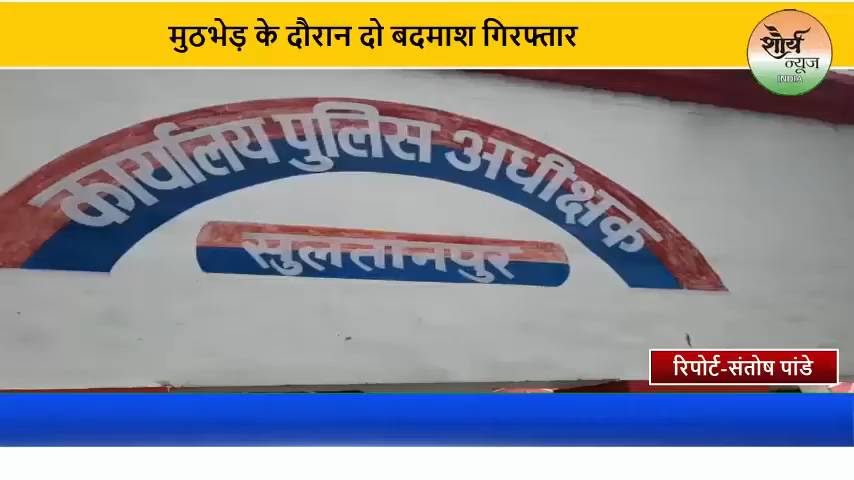 मुठभेड़ के दौरान दो बदमाश गिरफ्तार
शौर्य
न्यूज
INDIA
कार्यालय पुलिस अधीक्षक
सुलतानपुर
रिपोर्ट-संतोष पांडे